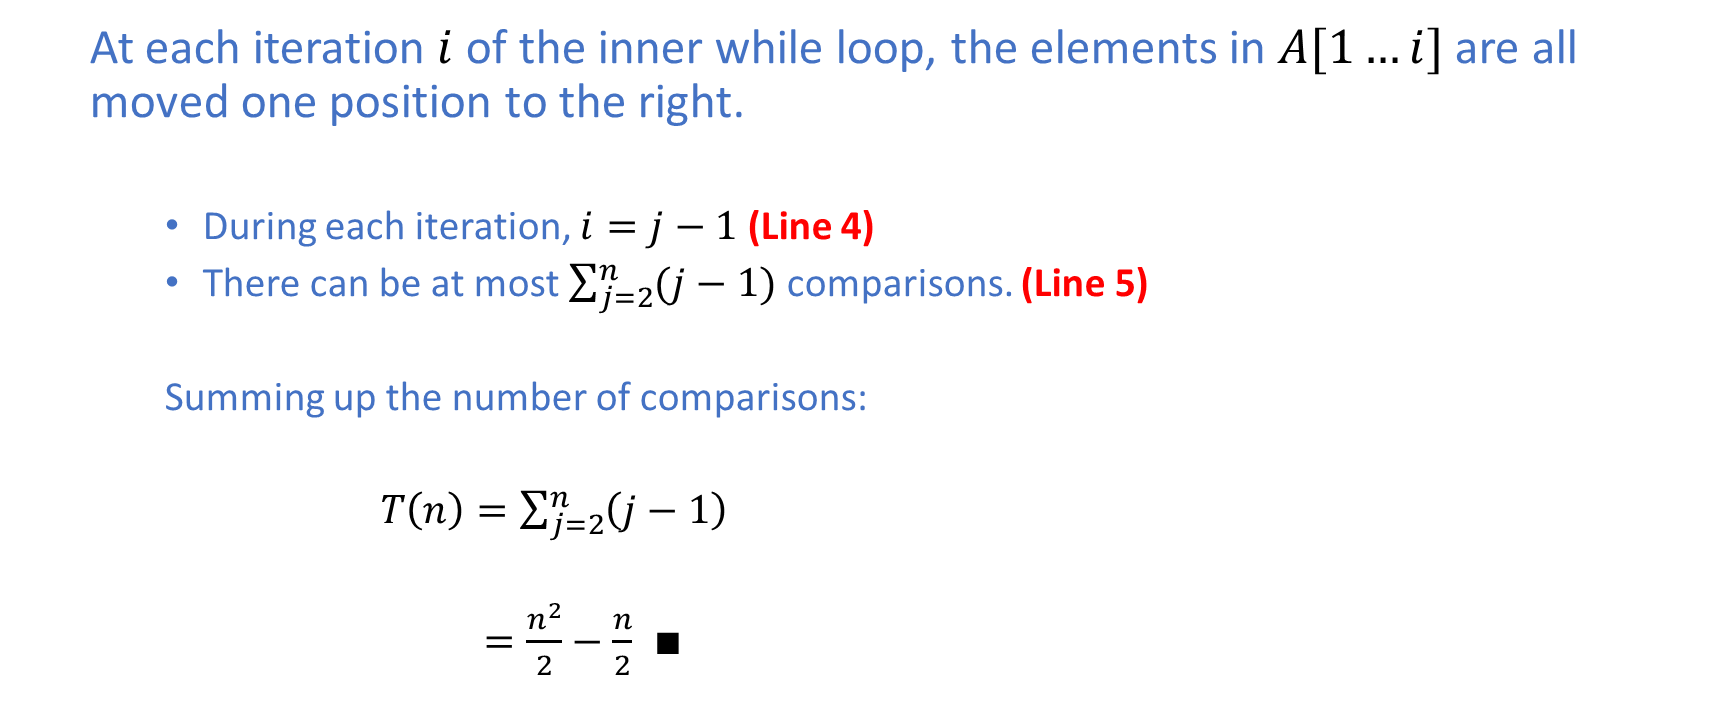 At each iteration 𝑖 of the inner while loop, the elements in 𝐴[1 … 𝑖] are all
moved one position to the right.
• During each iteration, 𝑖 = 𝑗 − 1 (Line 4)
• There can be at most ∑ⁿⱼ₌₂(𝑗 − 1) comparisons. (Line 5)
Summing up the number of comparisons:
𝑇(𝑛) = ∑ⁿⱼ₌₂(𝑗 − 1)
= 𝑛²/2 − 𝑛/2 ■